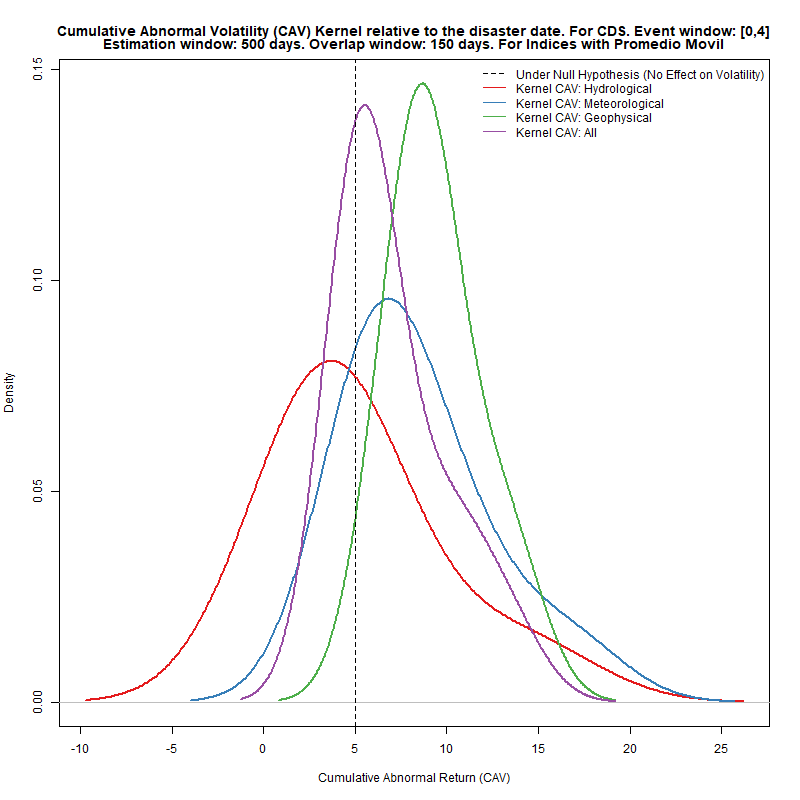 Cumulative Abnormal Volatility (CAV) Kernel relative to the disaster date. For CDS. Event window: [0,4]
Estimation window: 500 days. Overlap window: 150 days. For Indices with Promedio Movil
Under Null Hypothesis (No Effect on Volatility)
Kernel CAV: Hydrological
Kernel CAV: Meteorological
Kernel CAV: Geophysical
Kernel CAV: All
0.15
0.10
0.05
0.00
Density
-10 -5 0 5 10 15 20 25
Cumulative Abnormal Return (CAV)